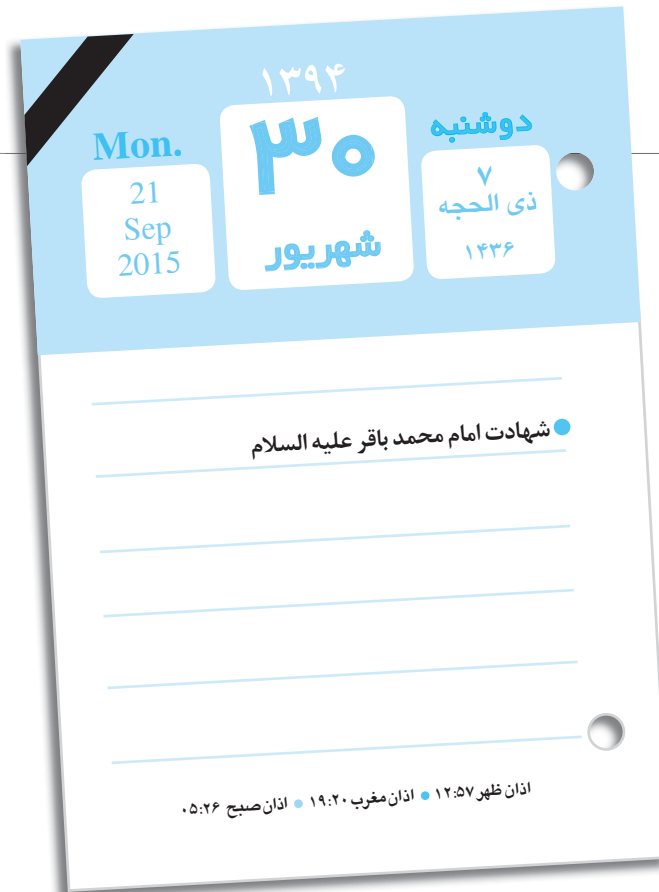 ۱۳۹۴
دوشنبه
۷
ذی الحجه
۱۴۳۶
۳۰
شهریور
Mon.
21
Sep
2015
شهادت امام محمد باقر علیه السلام
اذان ظهر ۱۲:۵۷ ● اذان مغرب ۱۹:۲۰ ● اذان صبح ۰۵:۲۶